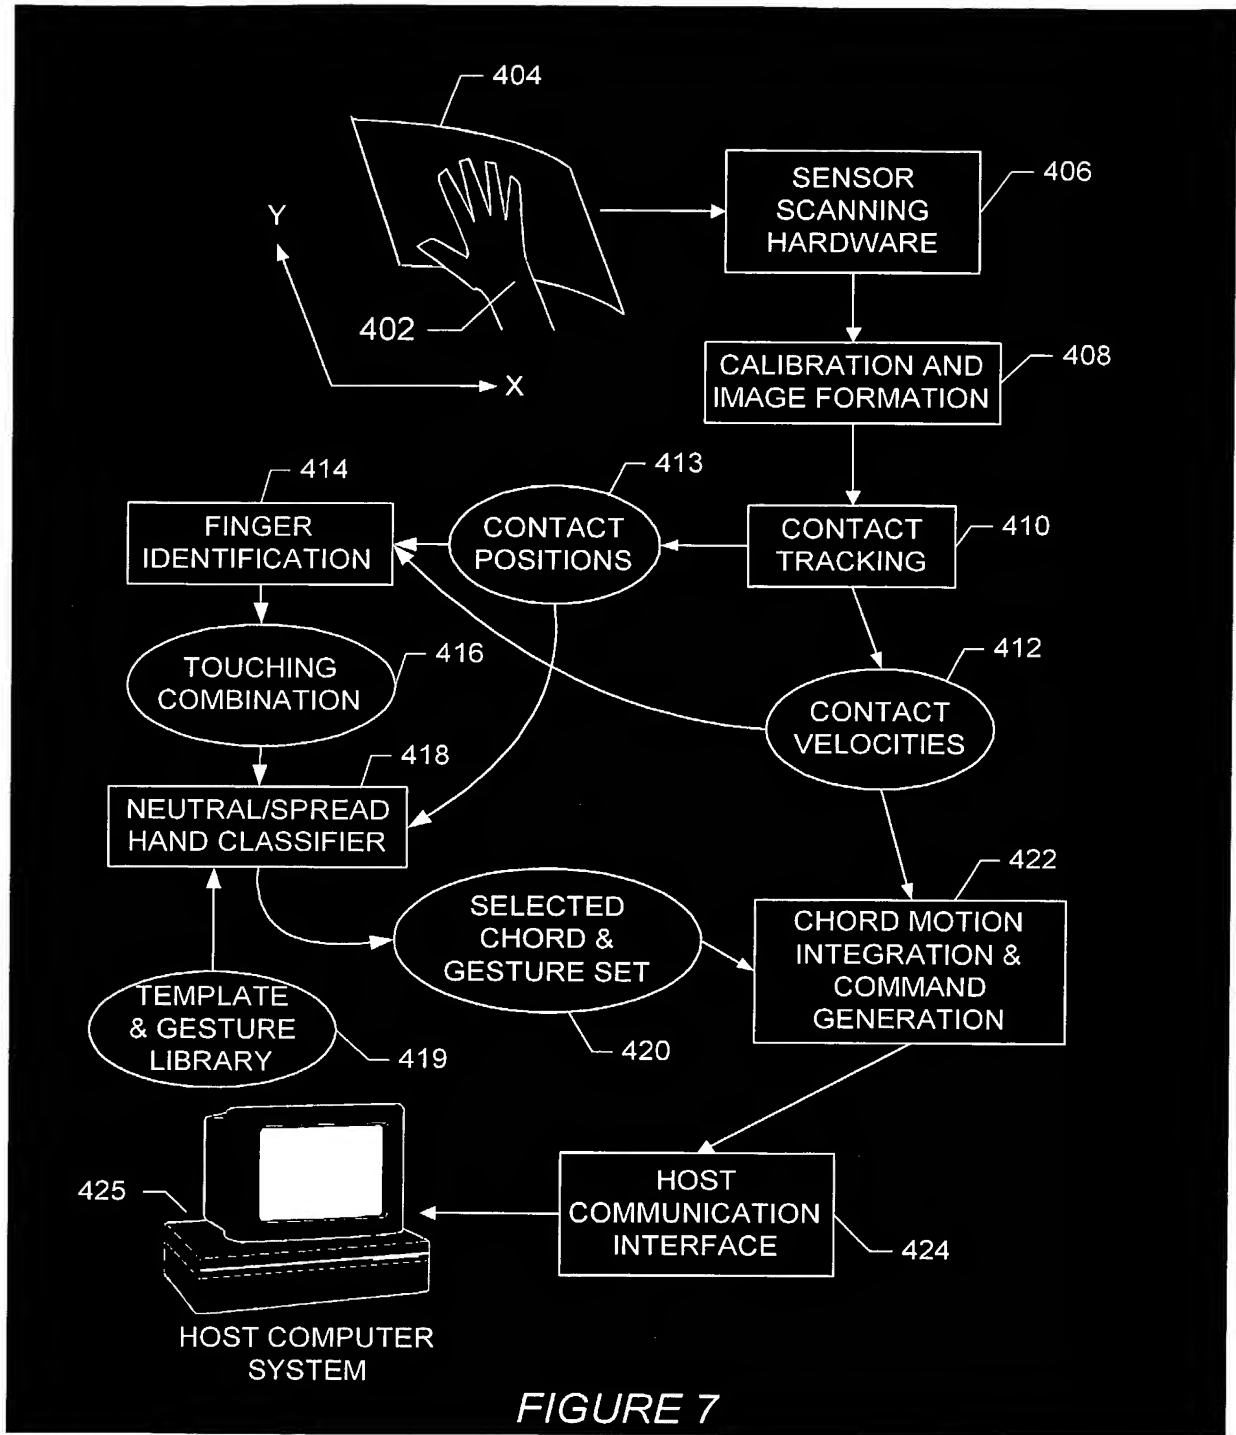 404
SENSOR
SCANNING
HARDWARE
406
Y
402
X
CALIBRATION AND
IMAGE FORMATION
408
414
FINGER
IDENTIFICATION
413
CONTACT
POSITIONS
CONTACT
TRACKING
410
TOUCHING
COMBINATION
416
412
CONTACT
VELOCITIES
418
NEUTRAL/SPREAD
HAND CLASSIFIER
SELECTED
CHORD &
GESTURE SET
420
422
CHORD MOTION
INTEGRATION &
COMMAND
GENERATION
TEMPLATE
& GESTURE
LIBRARY
419
425
HOST
COMMUNICATION
INTERFACE
424
HOST COMPUTER
SYSTEM
FIGURE 7